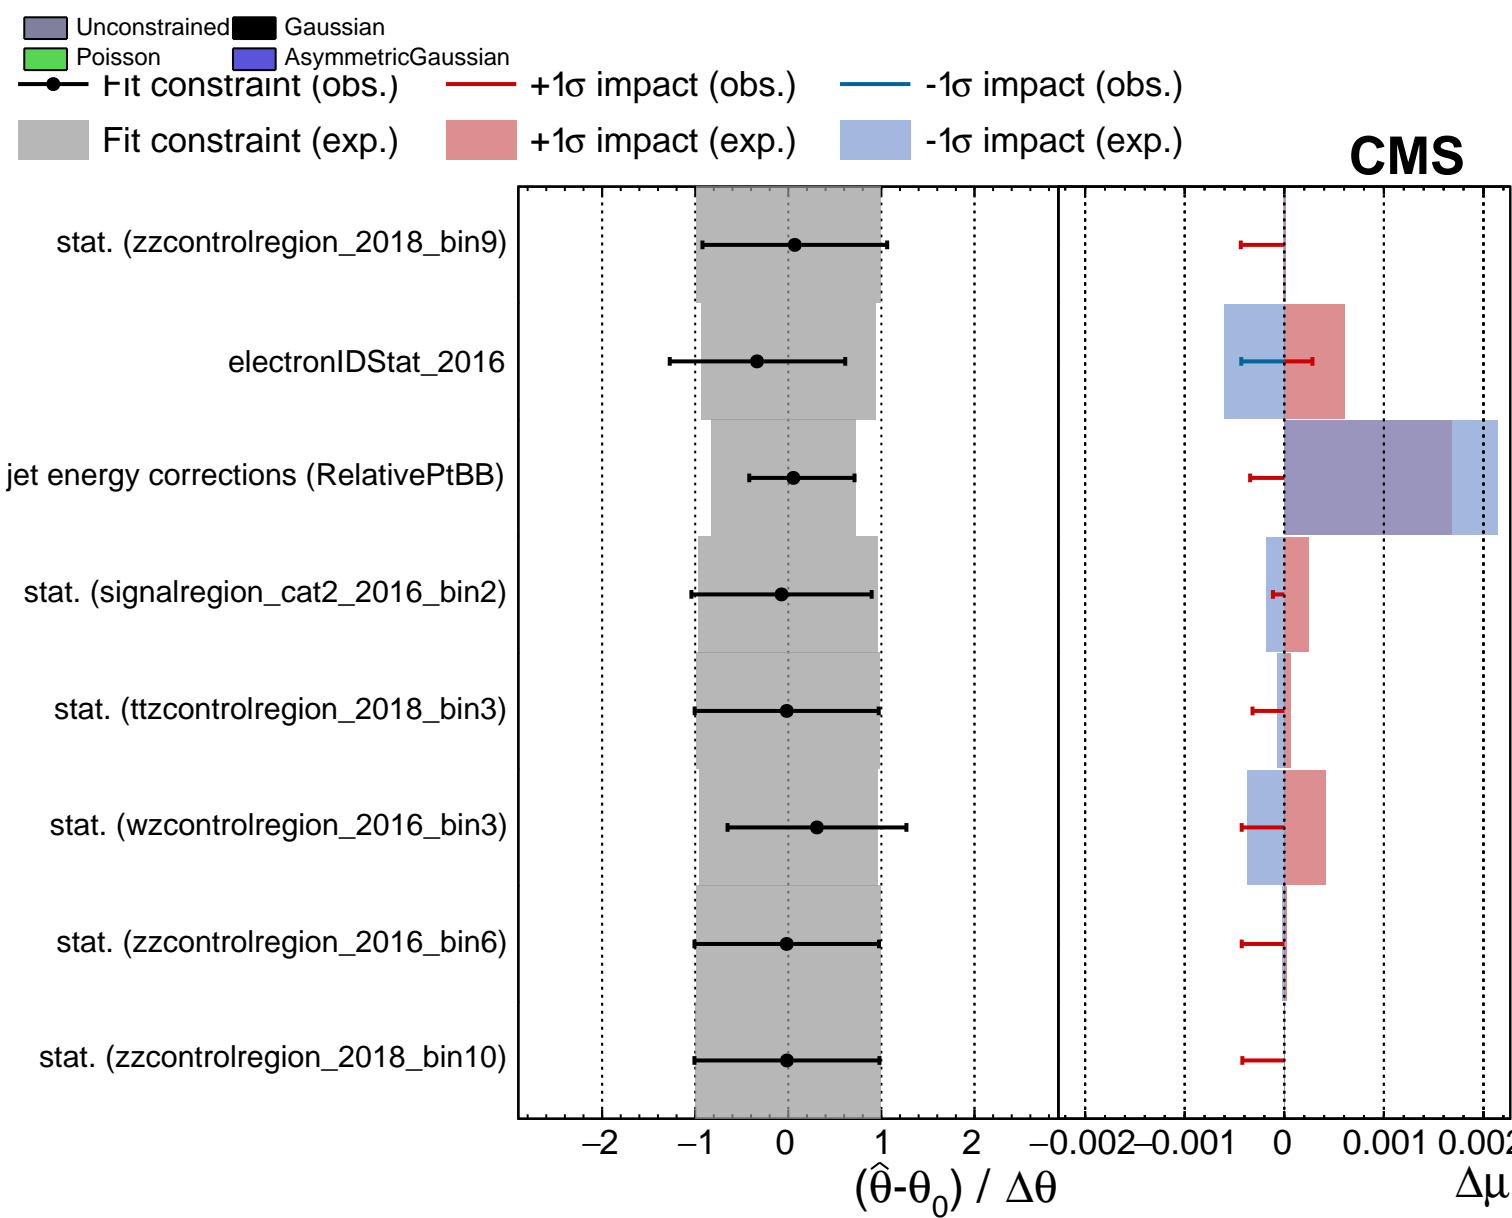 Unconstrained Gaussian
Poisson AsymmetricGaussian
Fit constraint (obs.) +1σ impact (obs.) -1σ impact (obs.)
Fit constraint (exp.) +1σ impact (exp.) -1σ impact (exp.)
CMS
stat. (zzcontrolregion_2018_bin9)
electronIDStat_2016
jet energy corrections (RelativePtBB)
stat. (signalregion_cat2_2016_bin2)
stat. (ttzcontrolregion_2018_bin3)
stat. (wzcontrolregion_2016_bin3)
stat. (zzcontrolregion_2016_bin6)
stat. (zzcontrolregion_2018_bin10)
−2 −1 0 1 2 −0.002 −0.001 0 0.001 0.002
(θ̂-θ₀) / Δθ Δμ